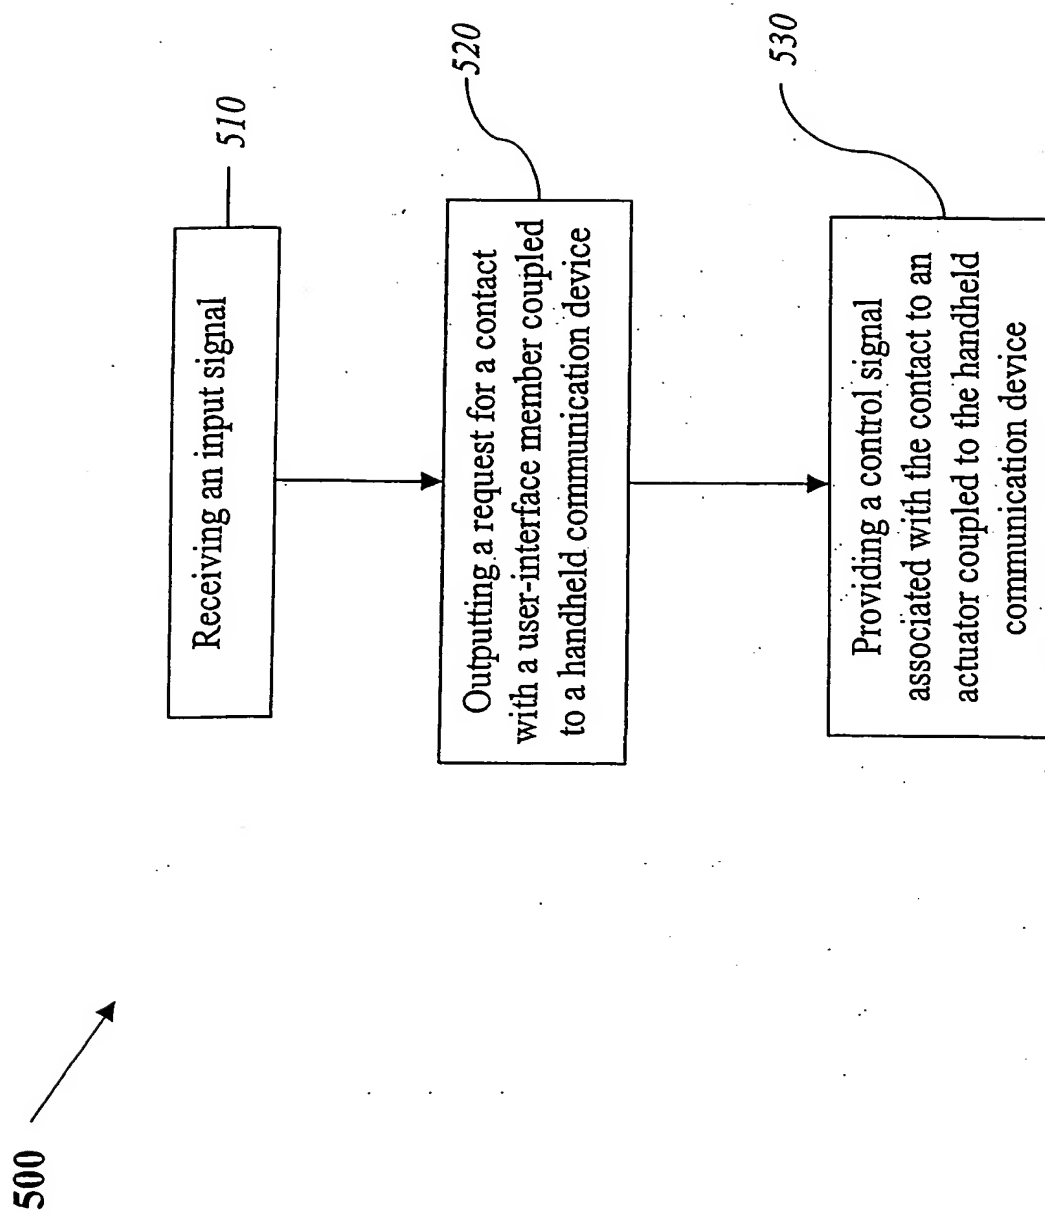 500
Receiving an input signal
510
Outputting a request for a contact
with a user-interface member coupled
to a handheld communication device
520
Providing a control signal
associated with the contact to an
actuator coupled to the handheld
communication device
530